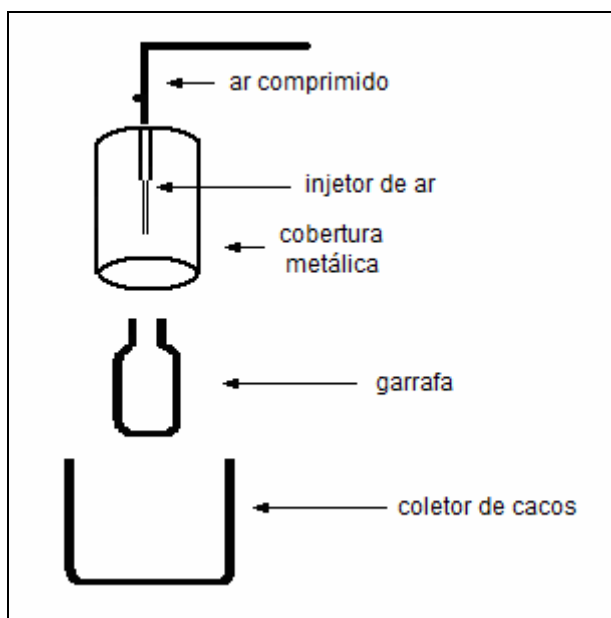 ar comprimido
injetor de ar
cobertura
metálica
garrafa
coletor de cacos